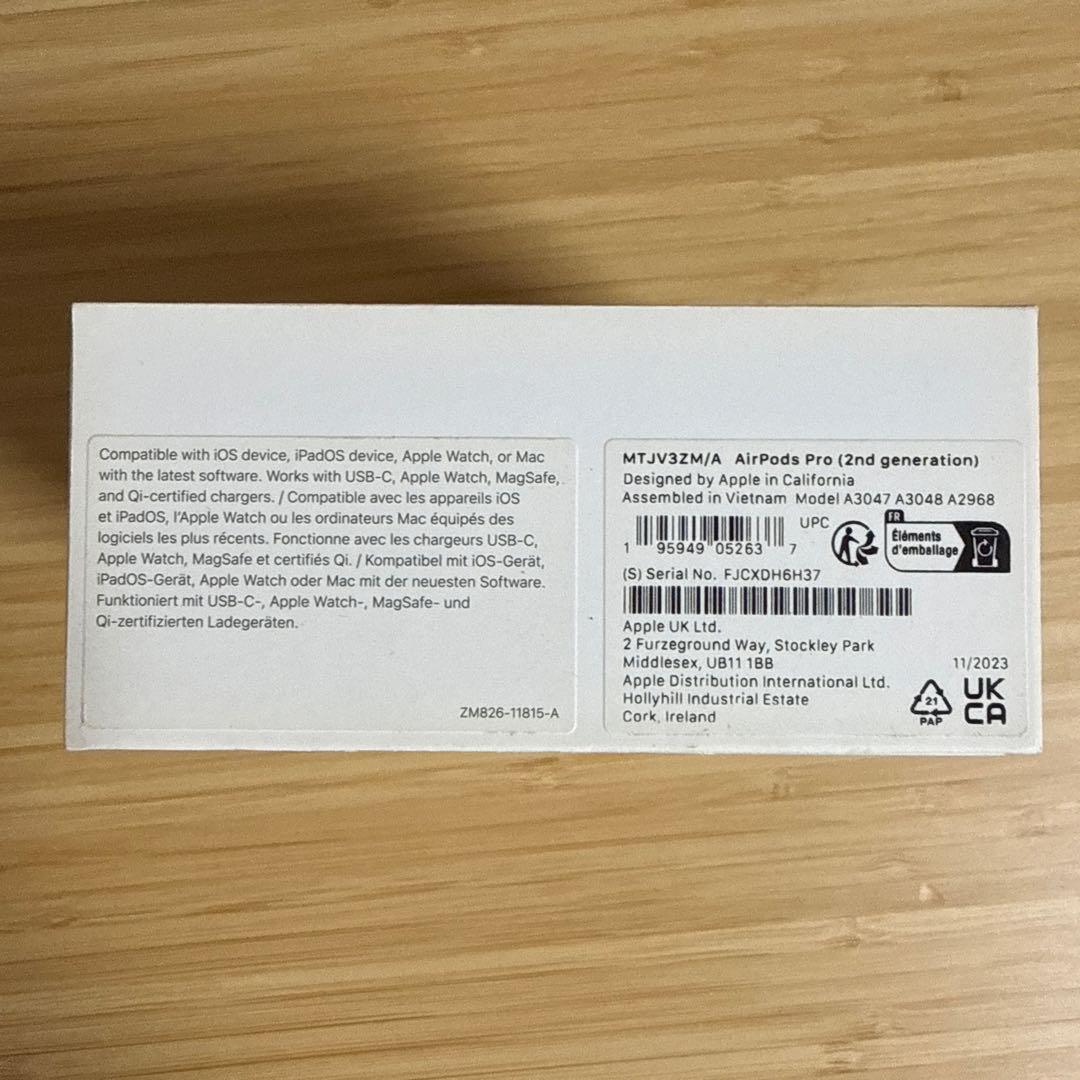 Compatible with iOS device, iPadOS device, Apple Watch, or Mac
with the latest software. Works with USB-C, Apple Watch, MagSafe,
and Qi-certified chargers. / Compatible avec les appareils iOS
et iPadOS, l'Apple Watch ou les ordinateurs Mac équipés des
logiciels les plus récents. Fonctionne avec les chargeurs USB-C,
Apple Watch, MagSafe et certifiés Qi. / Kompatibel mit iOS-Gerät,
iPadOS-Gerät, Apple Watch oder Mac mit der neuesten Software.
Funktioniert mit USB-C-, Apple Watch-, MagSafe- und
Qi-zertifizierten Ladegeräten.
ZM826-11815-A
MTJV3ZM/A AirPods Pro (2nd generation)
Designed by Apple in California
Assembled in Vietnam Model A3047 A3048 A2968
UPC
1 95949 05263 7
FR
Éléments
d'emballage
(S) Serial No. FJCXDH6H37
Apple UK Ltd.
2 Furzeground Way, Stockley Park
Middlesex, UB11 1BB
11/2023
Apple Distribution International Ltd.
Hollyhill Industrial Estate
Cork, Ireland
21
PAP
UK
CA